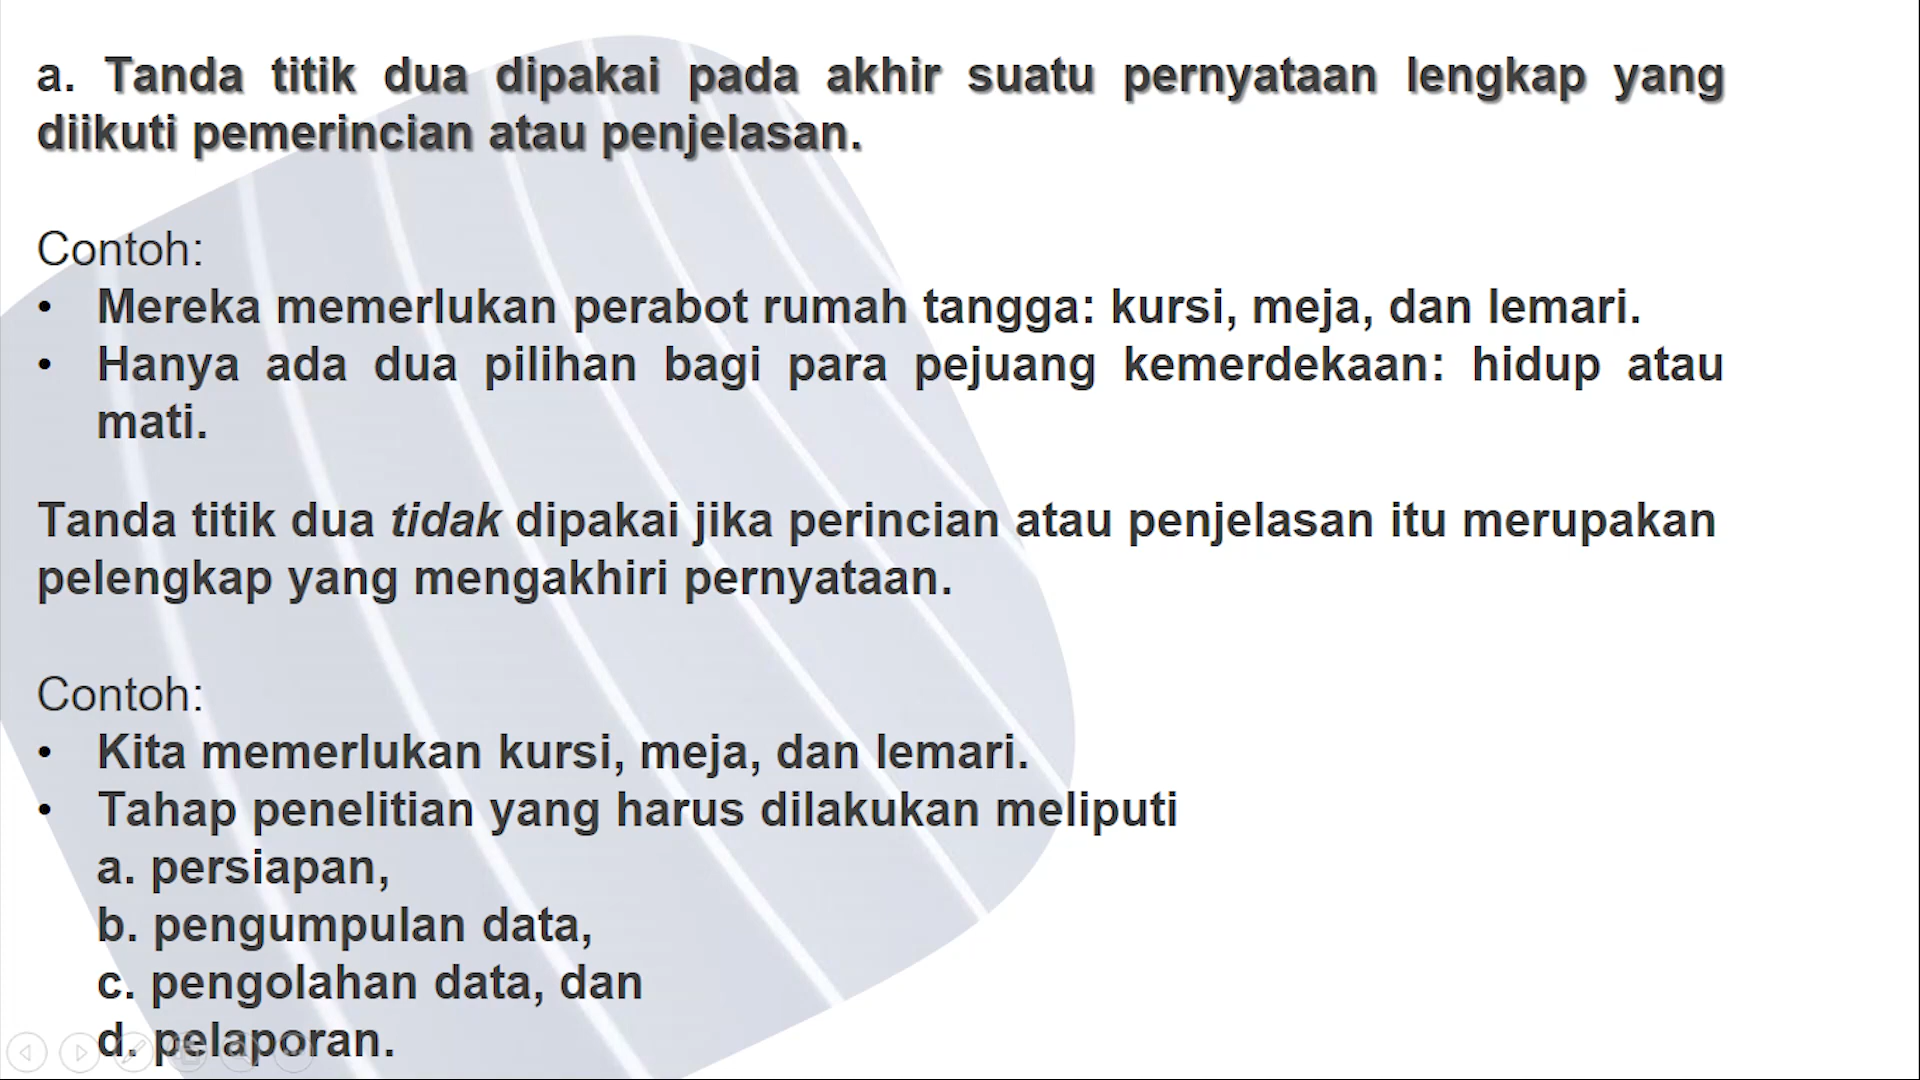 a. Tanda titik dua dipakai pada akhir suatu pernyataan lengkap yang
diikuti pemerincian atau penjelasan.
Contoh:
• Mereka memerlukan perabot rumah tangga: kursi, meja, dan lemari.
• Hanya ada dua pilihan bagi para pejuang kemerdekaan: hidup atau
mati.
Tanda titik dua tidak dipakai jika perincian atau penjelasan itu merupakan
pelengkap yang mengakhiri pernyataan.
Contoh:
• Kita memerlukan kursi, meja, dan lemari.
• Tahap penelitian yang harus dilakukan meliputi
a. persiapan,
b. pengumpulan data,
c. pengolahan data, dan
d. pelaporan.